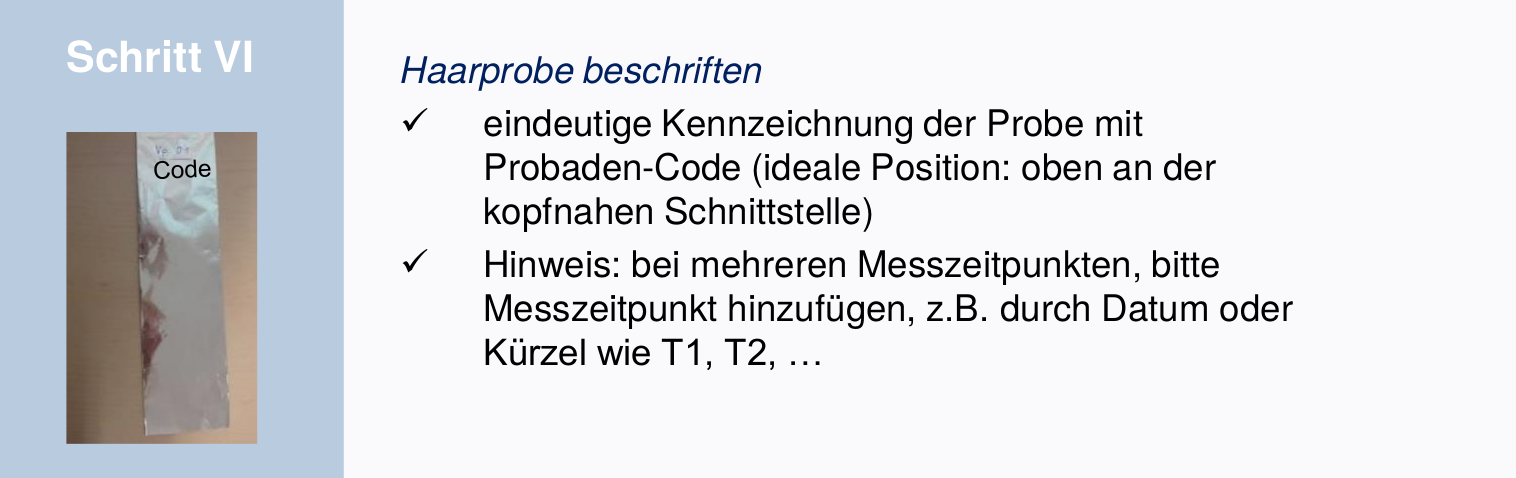 Schritt VI
Code
Haarprobe beschriften
✓ eindeutige Kennzeichnung der Probe mit
Probaden-Code (ideale Position: oben an der
kopfnahen Schnittstelle)
✓ Hinweis: bei mehreren Messzeitpunkten, bitte
Messzeitpunkt hinzufügen, z.B. durch Datum oder
Kürzel wie T1, T2, …